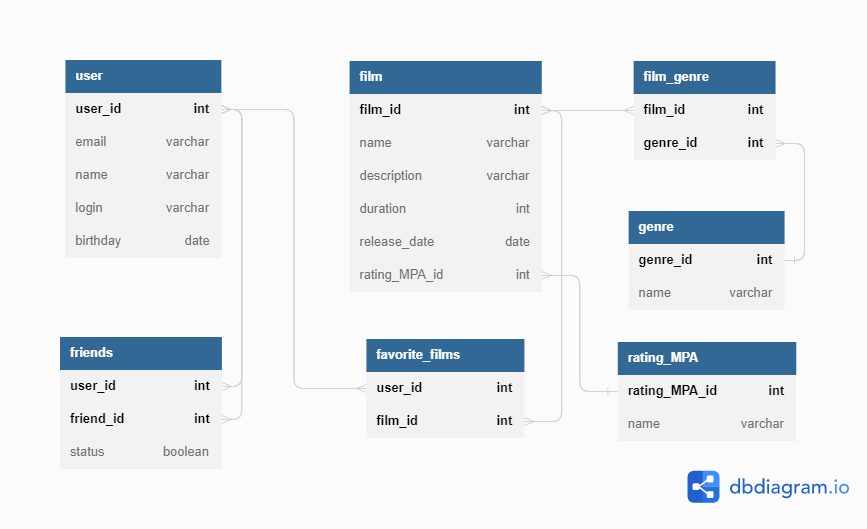 user
user_id int
email varchar
name varchar
login varchar
birthday date
film
film_id int
name varchar
description varchar
duration int
release_date date
rating_MPA_id int
film_genre
film_id int
genre_id int
genre
genre_id int
name varchar
friends
user_id int
friend_id int
status boolean
favorite_films
user_id int
film_id int
rating_MPA
rating_MPA_id int
name varchar
dbdiagram.io